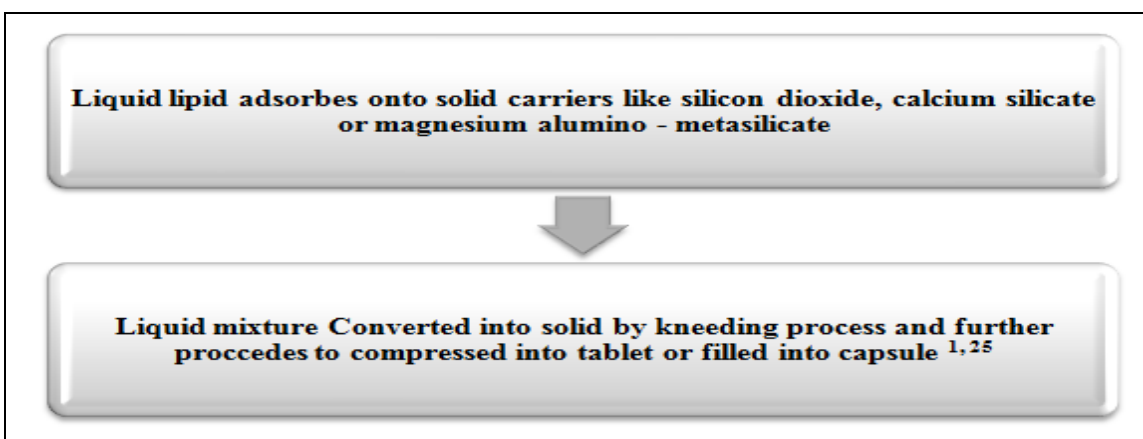 Liquid lipid adsorbes onto solid carriers like silicon dioxide, calcium silicate
or magnesium alumino - metasilicate
Liquid mixture Converted into solid by kneeding process and further
proccedes to compressed into tablet or filled into capsule 1,25